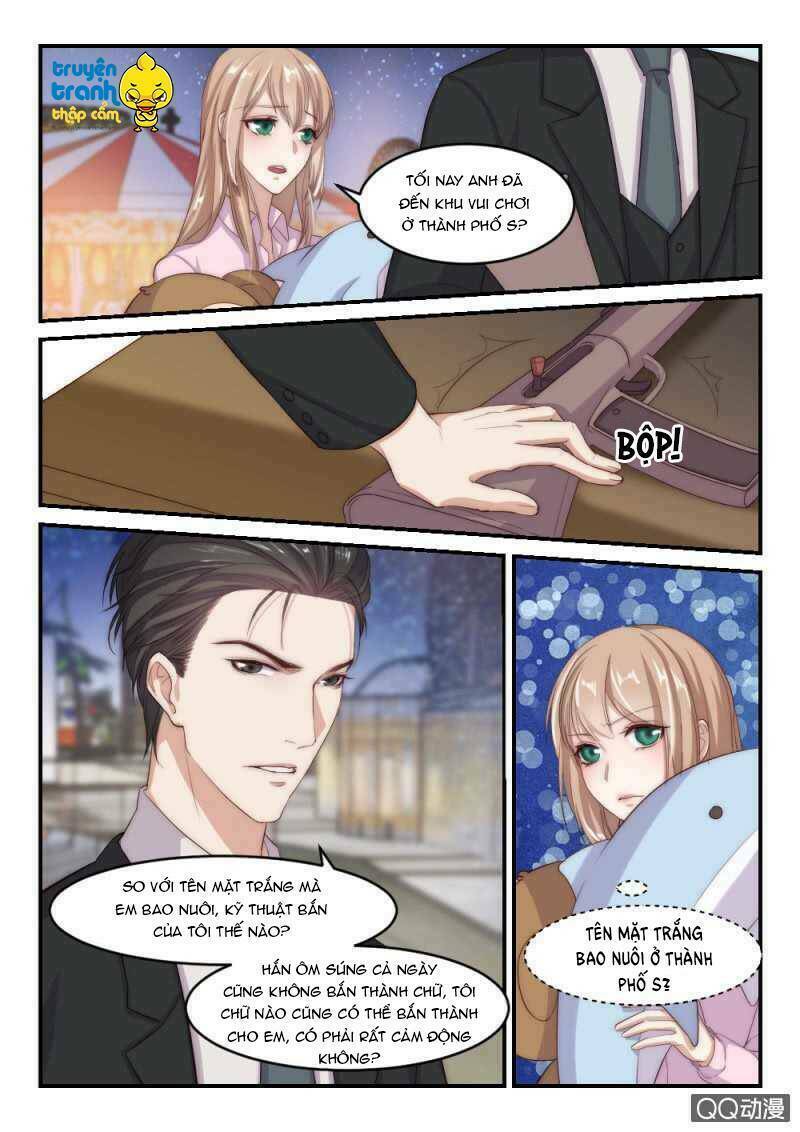 truyện
tranh
thập cẩm
TỐI NAY ANH ĐÃ
ĐẾN KHU VUI CHƠI
Ở THÀNH PHỐ S?
BỘP!
SO VỚI TÊN MẶT TRẮNG MÀ
EM BAO NUÔI, KỸ THUẬT BẮN
CỦA TÔI THẾ NÀO?
HẮN ÔM SÚNG CẢ NGÀY
CŨNG KHÔNG BẮN THÀNH CHỮ, TÔI
CHỮ NÀO CŨNG CÓ THỂ BẮN THÀNH
CHO EM, CÓ PHẢI RẤT CẢM ĐỘNG
KHÔNG?
TÊN MẶT TRẮNG
BAO NUÔI Ở THÀNH
PHỐ S?
QQ动漫